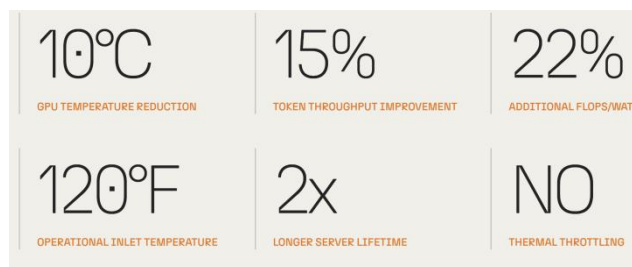 10°C 15% 22%
GPU TEMPERATURE REDUCTION TOKEN THROUGHPUT IMPROVEMENT ADDITIONAL FLOPS/WAT
120°F 2x NO
OPERATIONAL INLET TEMPERATURE LONGER SERVER LIFETIME THERMAL THROTTLING